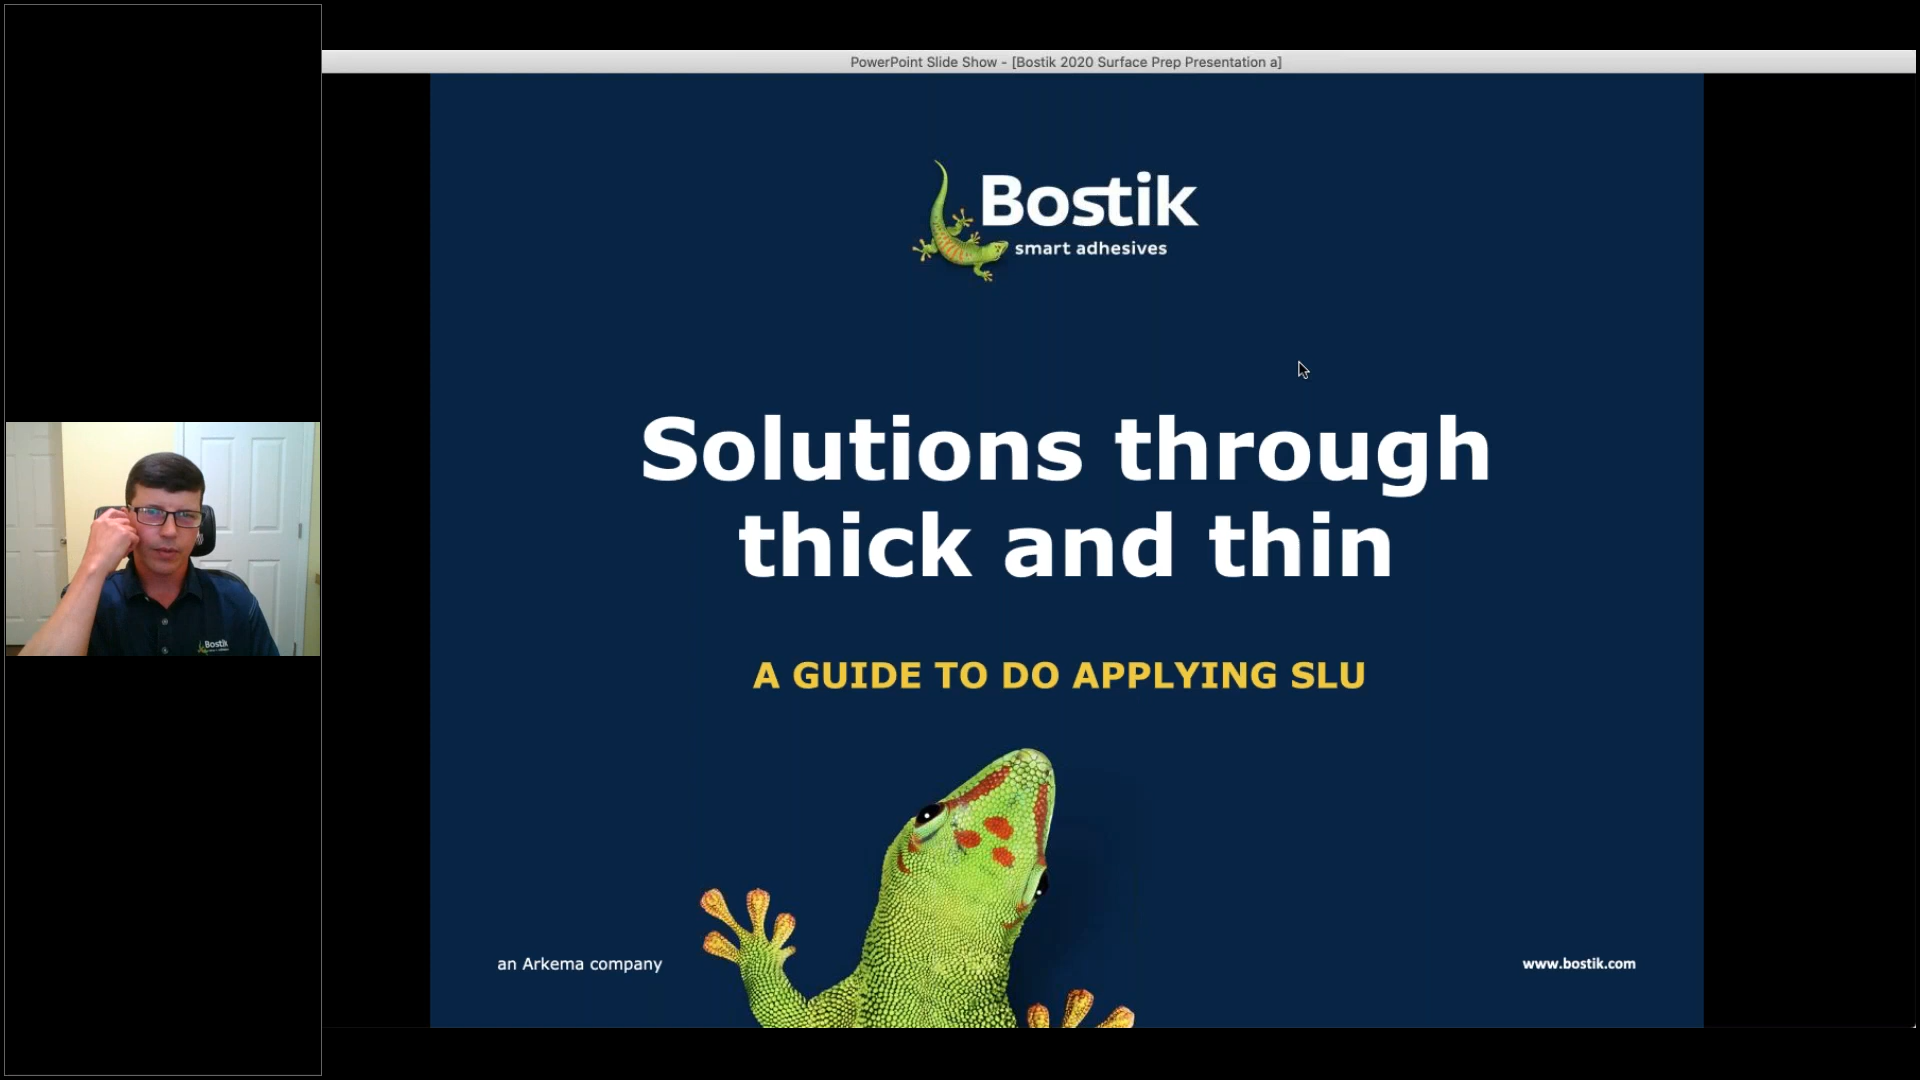 PowerPoint Slide Show - [Bostik 2020 Surface Prep Presentation a]
Bostik
smart adhesives
Solutions through
thick and thin
A GUIDE TO DO APPLYING SLU
Bostik
an Arkema company
www.bostik.com